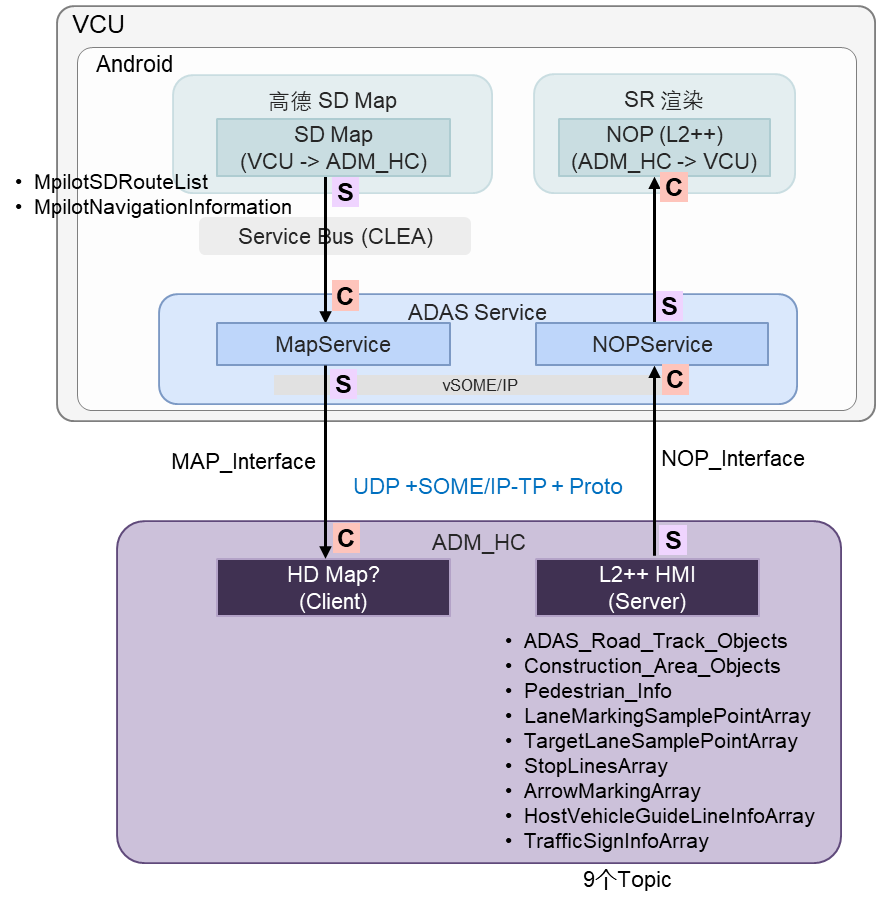 VCU
Android
高德 SD Map
SD Map
(VCU -> ADM_HC)
SR 渲染
NOP (L2++)
(ADM_HC -> VCU)
• MpilotSDRouteList
• MpilotNavigationInformation
S
C
Service Bus (CLEA)
C
S
ADAS Service
MapService
NOPService
S
vSOME/IP
C
MAP_Interface
NOP_Interface
UDP +SOME/IP-TP + Proto
C
ADM_HC
S
HD Map?
(Client)
L2++ HMI
(Server)
• ADAS_Road_Track_Objects
• Construction_Area_Objects
• Pedestrian_Info
• LaneMarkingSamplePointArray
• TargetLaneSamplePointArray
• StopLinesArray
• ArrowMarkingArray
• HostVehicleGuideLineInfoArray
• TrafficSignInfoArray
9个Topic